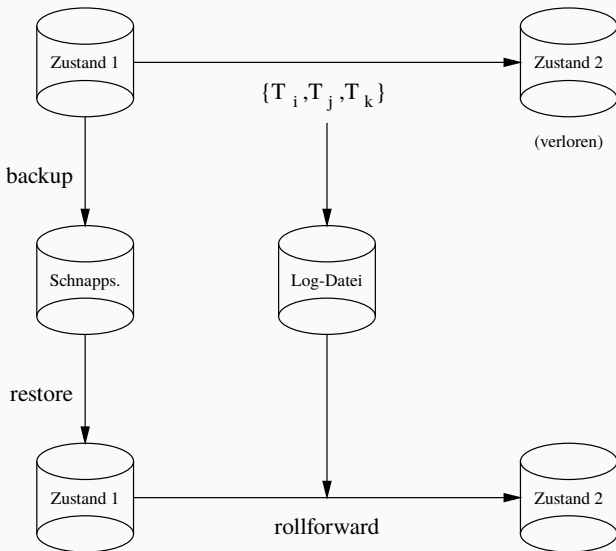 Zustand 1
Zustand 2
{T i ,T j ,T k }
(verloren)
backup
Schnapps.
Log-Datei
restore
Zustand 1
Zustand 2
rollforward